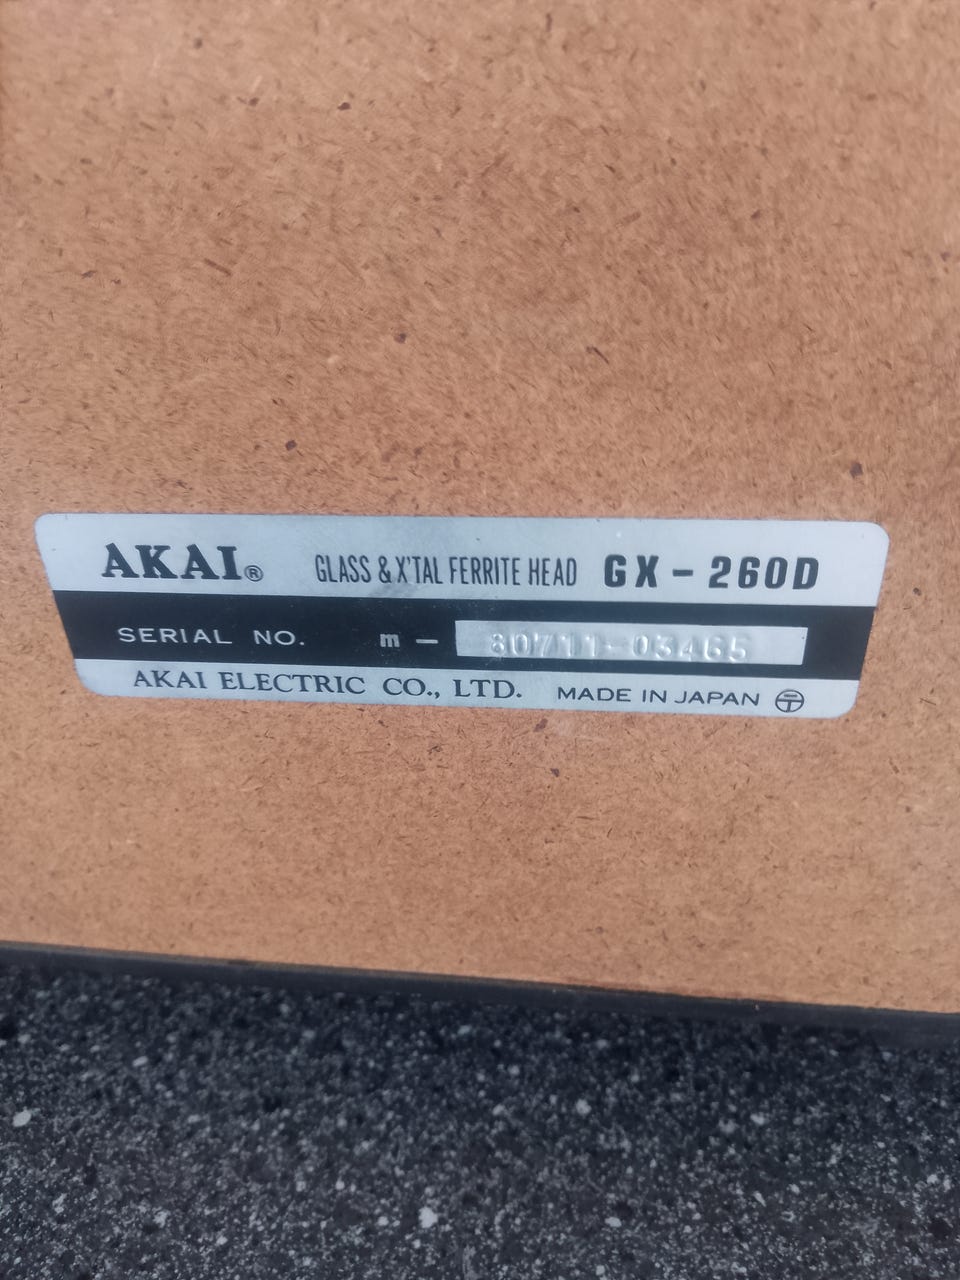 AKAI® GLASS & X'TAL FERRITE HEAD GX-260D
SERIAL NO. m- 80711-03465
AKAI ELECTRIC CO., LTD. MADE IN JAPAN